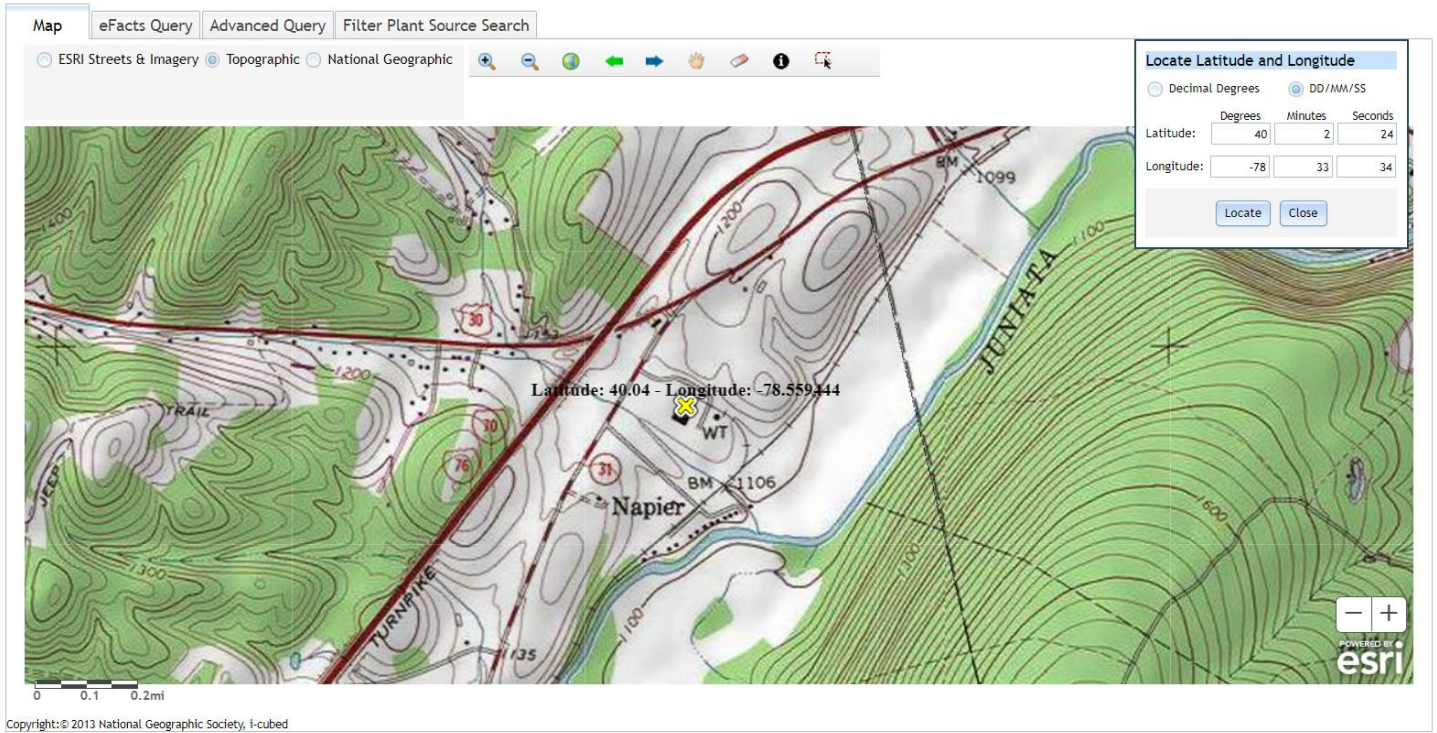 Map eFacts Query Advanced Query Filter Plant Source Search
ESRI Streets & Imagery Topographic National Geographic
Locate Latitude and Longitude
Decimal Degrees DD/MM/SS
Degrees Minutes Seconds
Latitude: 40 2 24
Longitude: -78 33 34
Locate Close
BM
1099
1400
1200
1100
JUNIATA
30
1200
Latitude: 40.04 - Longitude: -78.559444
TRAIL
JEEP
30
WT
76
31
BM 1106
Napier
1600
1300
1300
TURNPIKE
1100
1135
POWERED BY
esri
0 0.1 0.2mi
Copyright:© 2013 National Geographic Society, i-cubed